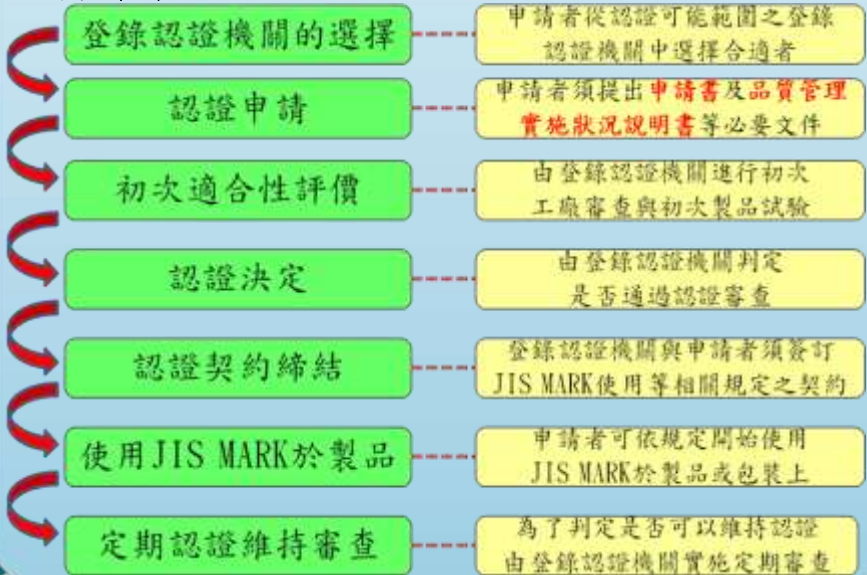 登錄認證機關的選擇
申請者從認證可能範圍之登錄
認證機關中選擇合適者
認證申請
申請者須提出申請書及品質管理
實施狀況說明書等必要文件
初次適合性評價
由登錄認證機關進行初次
工廠審查與初次製品試驗
認證決定
由登錄認證機關判定
是否通過認證審查
認證契約締結
登錄認證機關與申請者須簽訂
JIS MARK使用等相關規定之契約
使用JIS MARK於製品
申請者可依規定開始使用
JIS MARK於製品或包裝上
定期認證維持審查
為了判定是否可以維持認證
由登錄認證機關實施定期審查